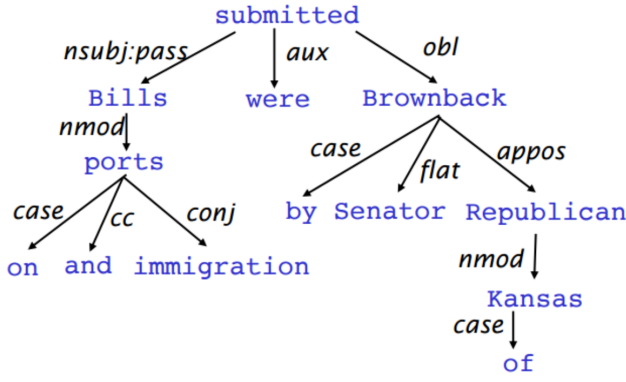 submitted
nsubj:pass aux obl
Bills were Brownback
nmod
case flat appos
ports
case cc conj
by Senator Republican
on and immigration
nmod
Kansas
case
of